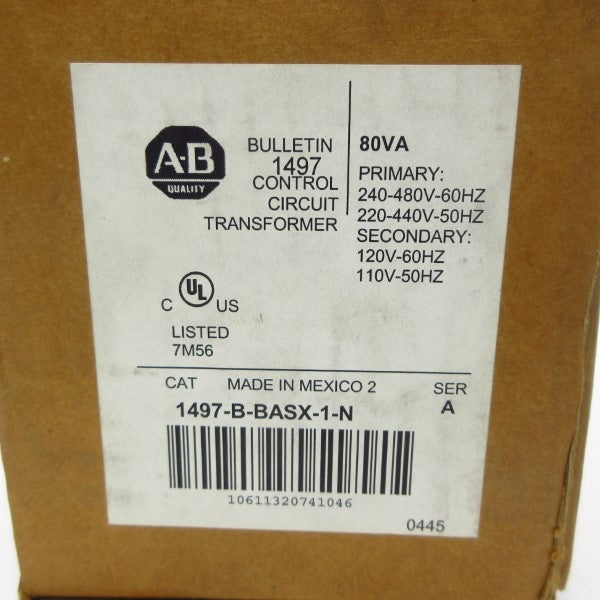 A-B
QUALITY
BULLETIN
1497
CONTROL
CIRCUIT
TRANSFORMER
80VA
PRIMARY:
240-480V-60HZ
220-440V-50HZ
SECONDARY:
120V-60HZ
110V-50HZ
C UL US
LISTED
7M56
CAT MADE IN MEXICO 2 SER
1497-B-BASX-1-N A
10611320741046
0445